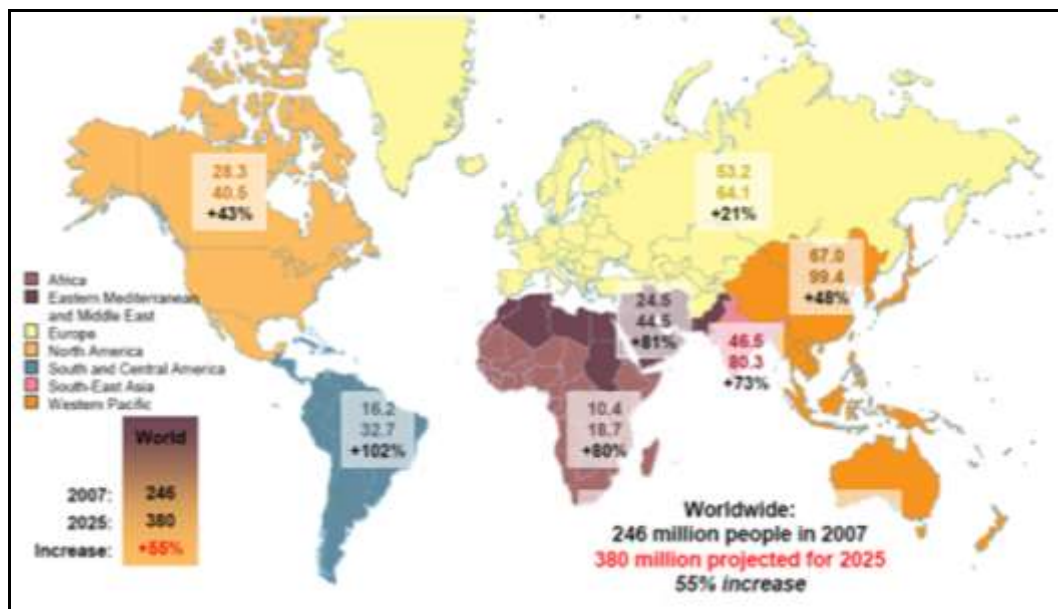 28.3
40.5
+43%
53.2
64.1
+21%
67.0
99.4
+48%
24.5
44.5
+81%
46.5
80.3
+73%
16.2
32.7
+102%
10.4
18.7
+80%
Africa
Eastern Mediterranean
and Middle East
Europe
North America
South and Central America
South-East Asia
Western Pacific
World
2007: 246
2025: 380
Increase: +55%
Worldwide:
246 million people in 2007
380 million projected for 2025
55% increase